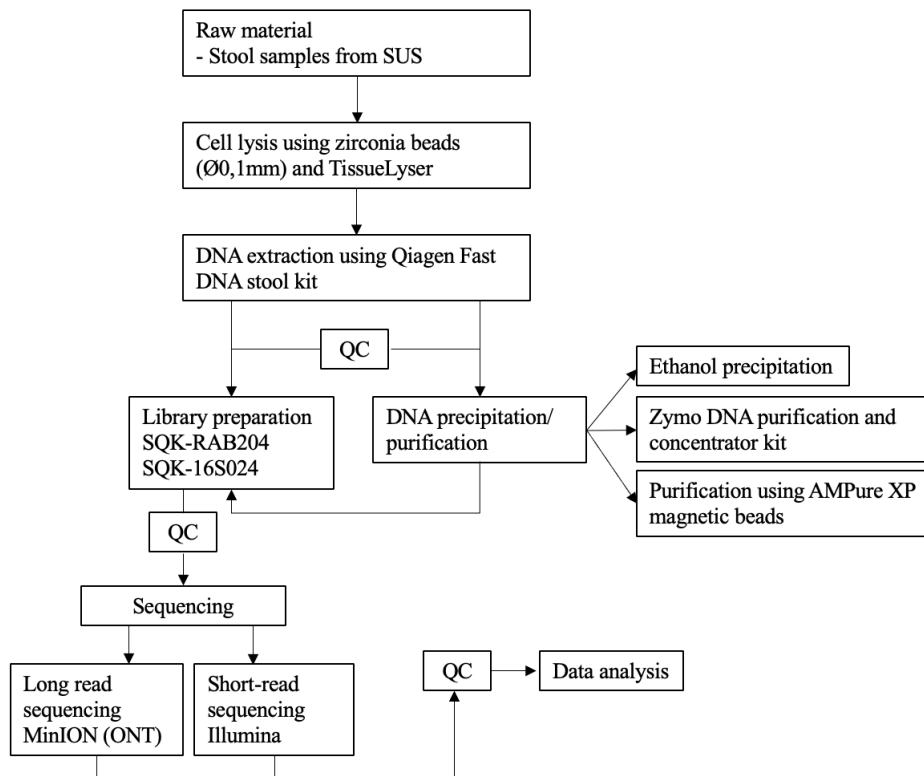 Raw material
- Stool samples from SUS
Cell lysis using zirconia beads
(Ø0,1mm) and TissueLyser
DNA extraction using Qiagen Fast
DNA stool kit
QC
Ethanol precipitation
Library preparation
SQK-RAB204
SQK-16S024
DNA precipitation/
purification
Zymo DNA purification and
concentrator kit
Purification using AMPure XP
magnetic beads
QC
Sequencing
Long read
sequencing
MinION (ONT)
Short-read
sequencing
Illumina
QC
Data analysis